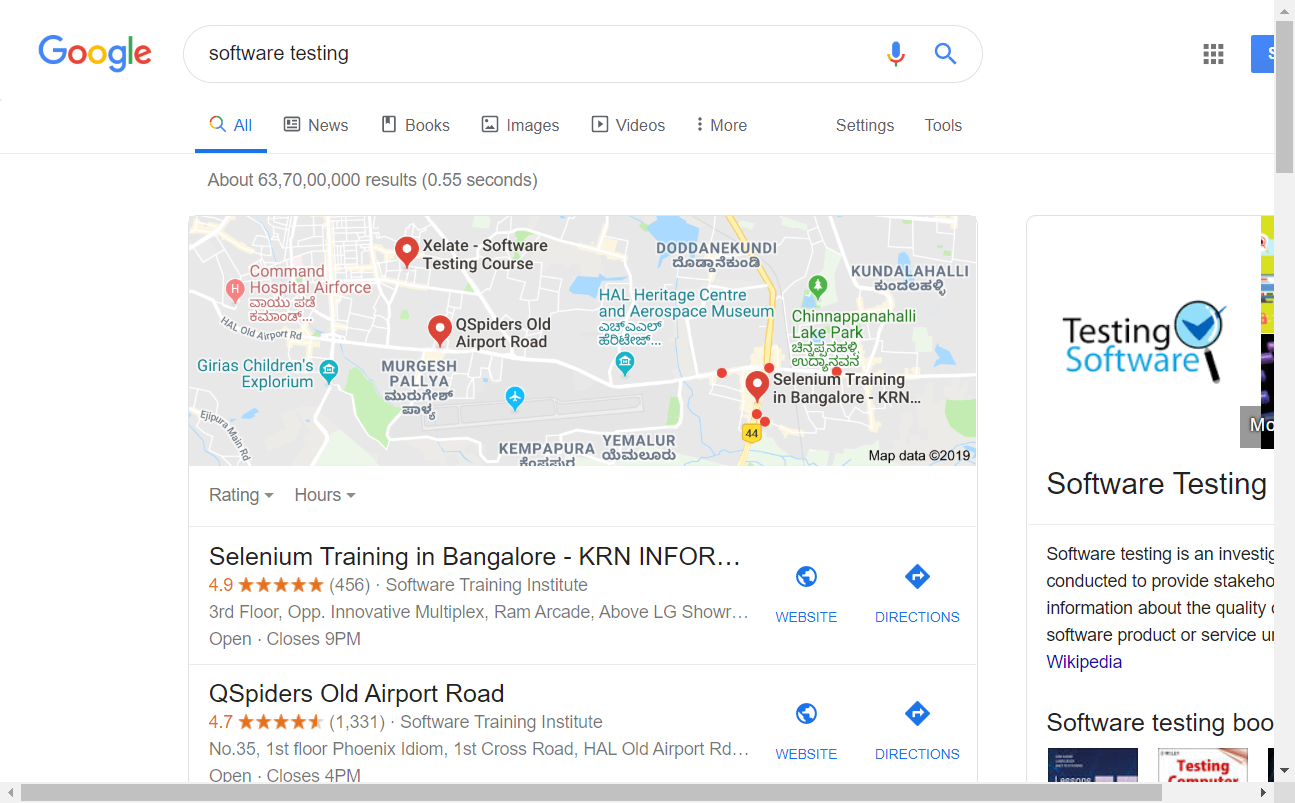 Google
software testing
All
News
Books
Images
Videos
More
Settings
Tools
About 63,70,00,000 results (0.55 seconds)
Xelate - Software
Testing Course
DODDANEKUNDI
ದೊಡ್ಡಾನೆಕುಂಡಿ
KUNDALAHALLI
ಕುಂದಲಹಳ್ಳಿ
Command
Hospital Airforce
ವಾಯು ಪಡೆ
ಕಮಾಂಡ್...
HAL Old Airport Rd
HAL Heritage Centre
and Aerospace Museum
ಎಚ್ಎಎಲ್
ಹೆರಿಟೇಜ್...
Chinnappanahalli
Lake Park
ಚಿನ್ನಪ್ಪನಹಳ್ಳಿ
ಉದ್ಯಾನವನ
QSpiders Old
Airport Road
Girias Children's
Explorium
MURGESH
PALLYA
ಮುರುಗೇಶ್
ಪಾಳ್ಯ
Selenium Training
in Bangalore - KRN...
44
Ejipura Main Rd
KEMPAPURA
ಕೆಂಪಪುರ
YEMALUR
ಯೆಮಲೂರು
Map data ©2019
Rating
Hours
Selenium Training in Bangalore - KRN INFOR...
4.9 (456) · Software Training Institute
3rd Floor, Opp. Innovative Multiplex, Ram Arcade, Above LG Showr...
Open · Closes 9PM
WEBSITE
DIRECTIONS
QSpiders Old Airport Road
4.7 (1,331) · Software Training Institute
No.35, 1st floor Phoenix Idiom, 1st Cross Road, HAL Old Airport Rd...
Open · Closes 4PM
WEBSITE
DIRECTIONS
S
Testing
Software
Mo
Software Testing
Software testing is an investig
conducted to provide stakeho
information about the quality
software product or service
Wikipedia
Software testing boo
Lessons
WILEY
Testing
Computer